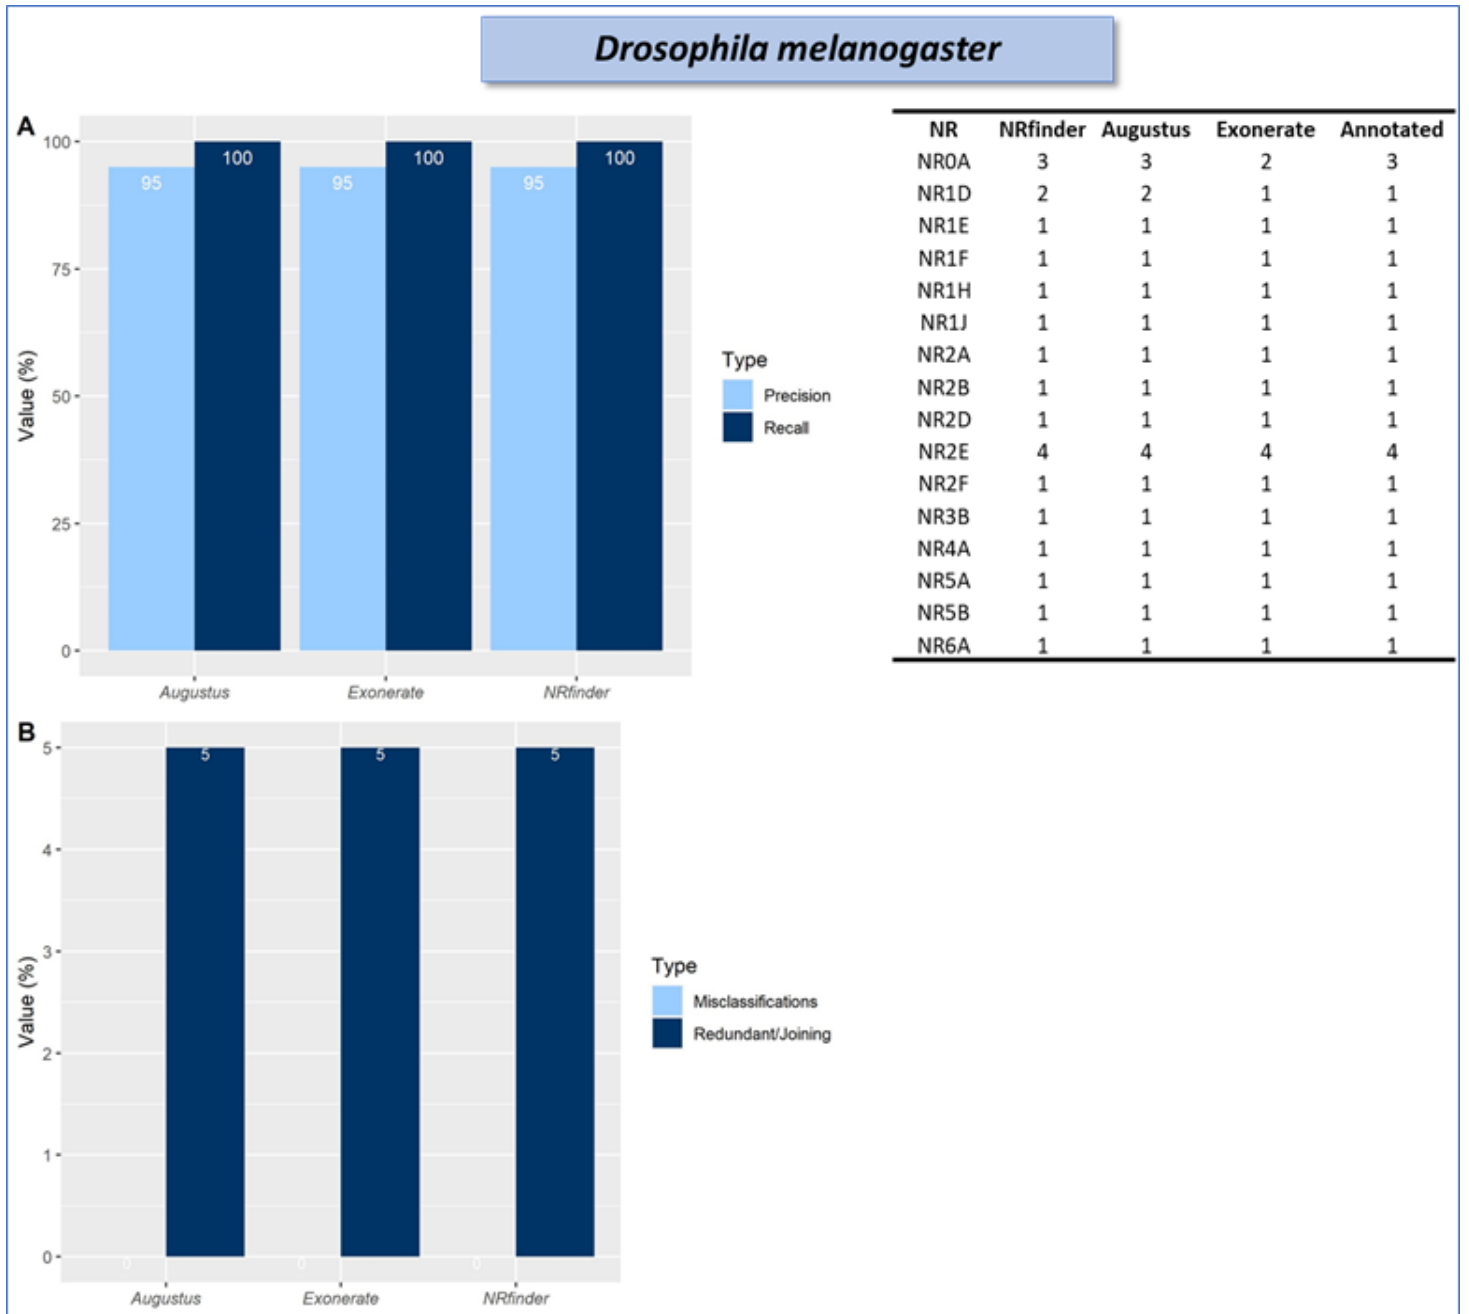 Drosophila melanogaster
A
100
75
50
25
0
Value (%)
95
100
95
100
95
100
Augustus
Exonerate
NRfinder
Type
Precision
Recall
NR NRfinder Augustus Exonerate Annotated
NR0A 3 3 2 3
NR1D 2 2 1 1
NR1E 1 1 1 1
NR1F 1 1 1 1
NR1H 1 1 1 1
NR1J 1 1 1 1
NR2A 1 1 1 1
NR2B 1 1 1 1
NR2D 1 1 1 1
NR2E 4 4 4 4
NR2F 1 1 1 1
NR3B 1 1 1 1
NR4A 1 1 1 1
NR5A 1 1 1 1
NR5B 1 1 1 1
NR6A 1 1 1 1
B
5
4
3
2
1
0
Value (%)
0
5
0
5
0
5
Augustus
Exonerate
NRfinder
Type
Misclassifications
Redundant/Joining